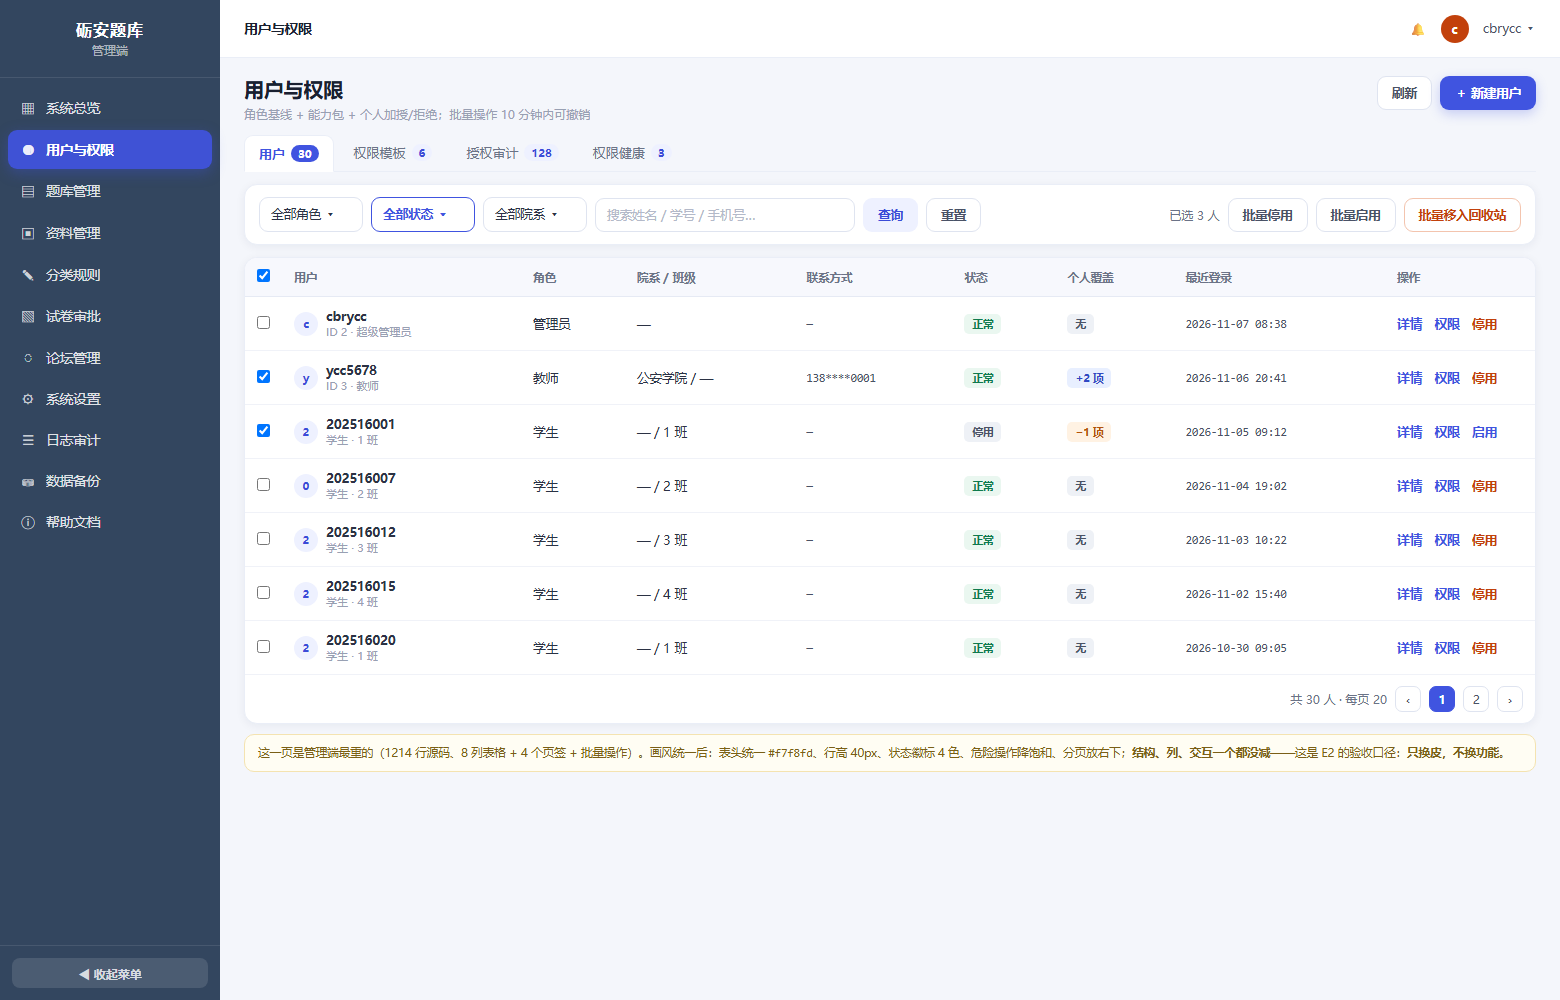 砺安题库
管理端
系统总览
用户与权限
题库管理
资料管理
分类规则
试卷审批
论坛管理
系统设置
日志审计
数据备份
帮助文档
◀ 收起菜单
用户与权限
c cbrycc
用户与权限
角色基线 + 能力包 + 个人加授/拒绝；批量操作 10 分钟内可撤销
刷新 + 新建用户
用户 30 权限模板 6 授权审计 128 权限健康 3
全部角色 全部状态 全部院系 搜索姓名 / 学号 / 手机号... 查询 重置 已选 3 人 批量停用 批量启用 批量移入回收站
用户 角色 院系 / 班级 联系方式 状态 个人覆盖 最近登录 操作
c cbrycc 管理员 — – 正常 无 2026-11-07 08:38 详情 权限 停用
ID 2 · 超级管理员
y ycc5678 教师 公安学院 / — 138****0001 正常 +2 项 2026-11-06 20:41 详情 权限 停用
ID 3 · 教师
2 202516001 学生 — / 1 班 – 停用 −1 项 2026-11-05 09:12 详情 权限 启用
学生 · 1 班
0 202516007 学生 — / 2 班 – 正常 无 2026-11-04 19:02 详情 权限 停用
学生 · 2 班
2 202516012 学生 — / 3 班 – 正常 无 2026-11-03 10:22 详情 权限 停用
学生 · 3 班
2 202516015 学生 — / 4 班 – 正常 无 2026-11-02 15:40 详情 权限 停用
学生 · 4 班
2 202516020 学生 — / 1 班 – 正常 无 2026-10-30 09:05 详情 权限 停用
学生 · 1 班
共 30 人 · 每页 20 ‹ 1 2 ›
这一页是管理端最重的（1214 行源码、8 列表格 + 4 个页签 + 批量操作）。画风统一后：表头统一 #f7f8fd、行高 40px、状态徽标 4 色、危险操作降饱和、分页放右下；结构、列、交互一个都没减——这是 E2 的验收口径：只换皮，不换功能。